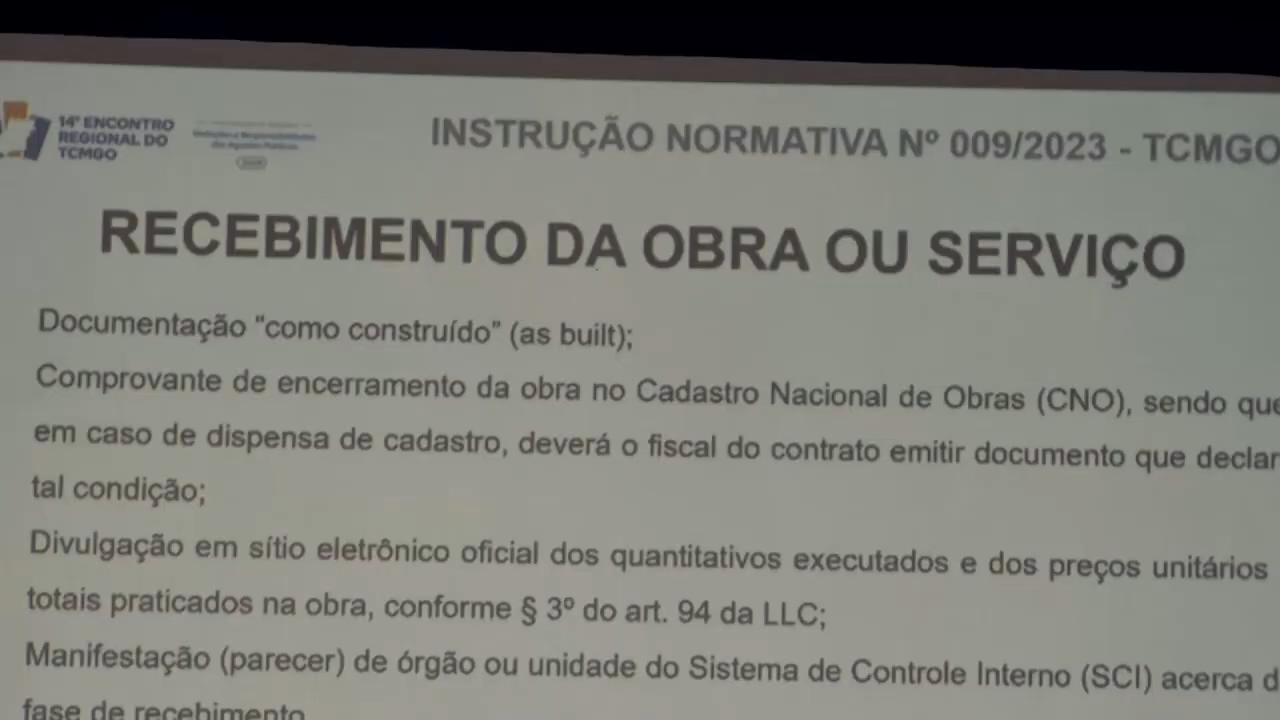 14º ENCONTRO
REGIONAL DO
TCMGO
INSTRUÇÃO NORMATIVA Nº 009/2023 - TCMGO
RECEBIMENTO DA OBRA OU SERVIÇO
Documentação “como construído” (as built);
Comprovante de encerramento da obra no Cadastro Nacional de Obras (CNO), sendo que
em caso de dispensa de cadastro, deverá o fiscal do contrato emitir documento que declar
tal condição;
Divulgação em sítio eletrônico oficial dos quantitativos executados e dos preços unitários
totais praticados na obra, conforme § 3º do art. 94 da LLC;
Manifestação (parecer) de órgão ou unidade do Sistema de Controle Interno (SCI) acerca d
fase de recebimento